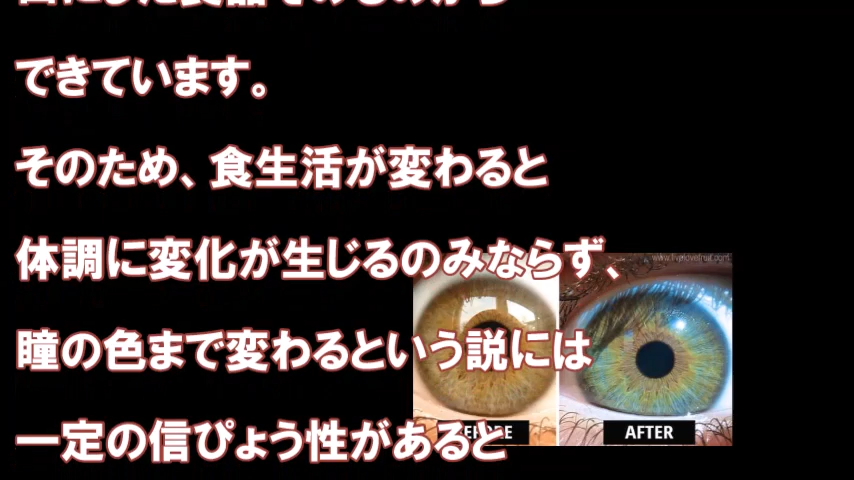 できています。
そのため、食生活が変わると
体調に変化が生じるのみならず、
瞳の色まで変わるという説には
一定の信ぴょう性があると
AFTER